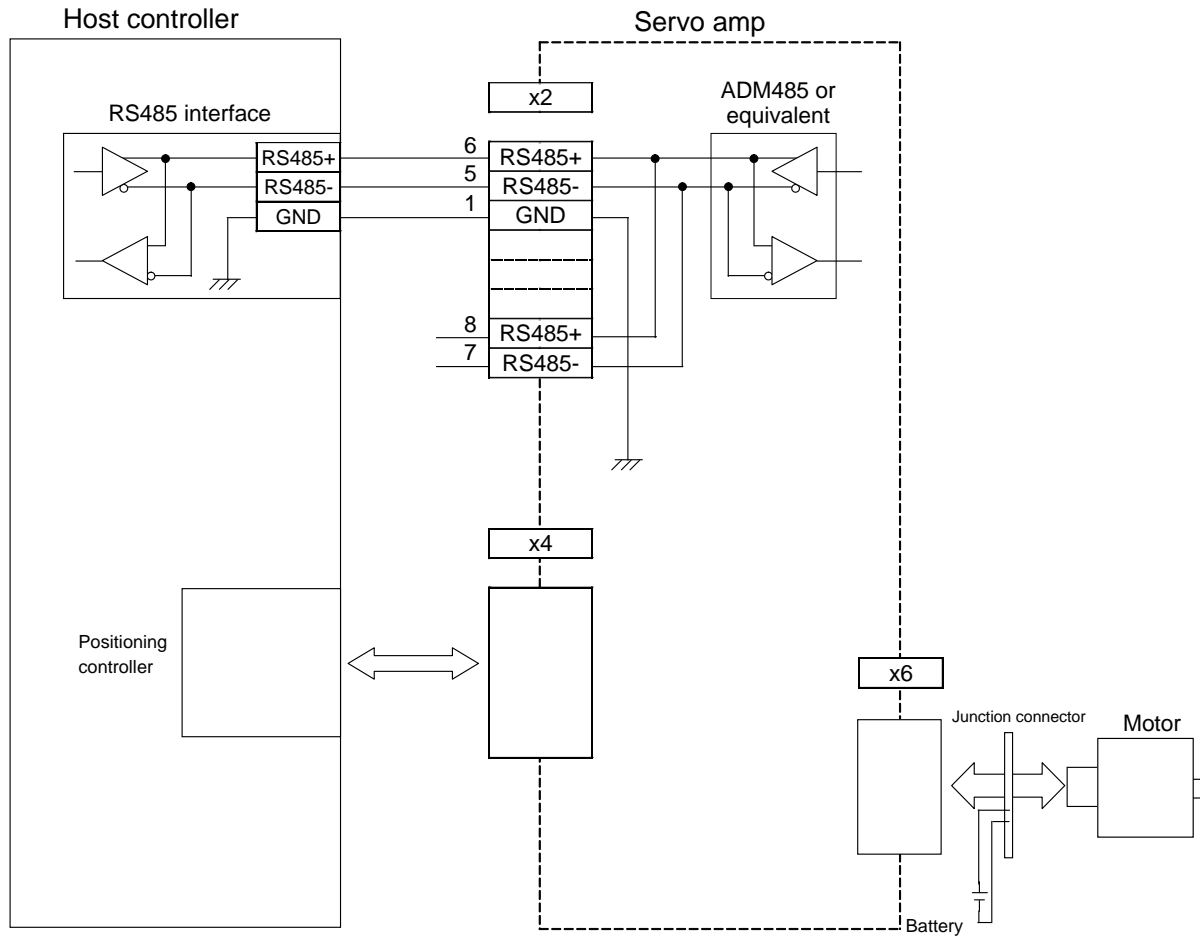 Host controller
Servo amp
x2
ADM485 or
equivalent
RS485 interface
RS485+
6
RS485+
RS485-
5
RS485-
GND
1
GND
8
RS485+
7
RS485-
x4
Positioning
controller
x6
Junction connector
Motor
Battery